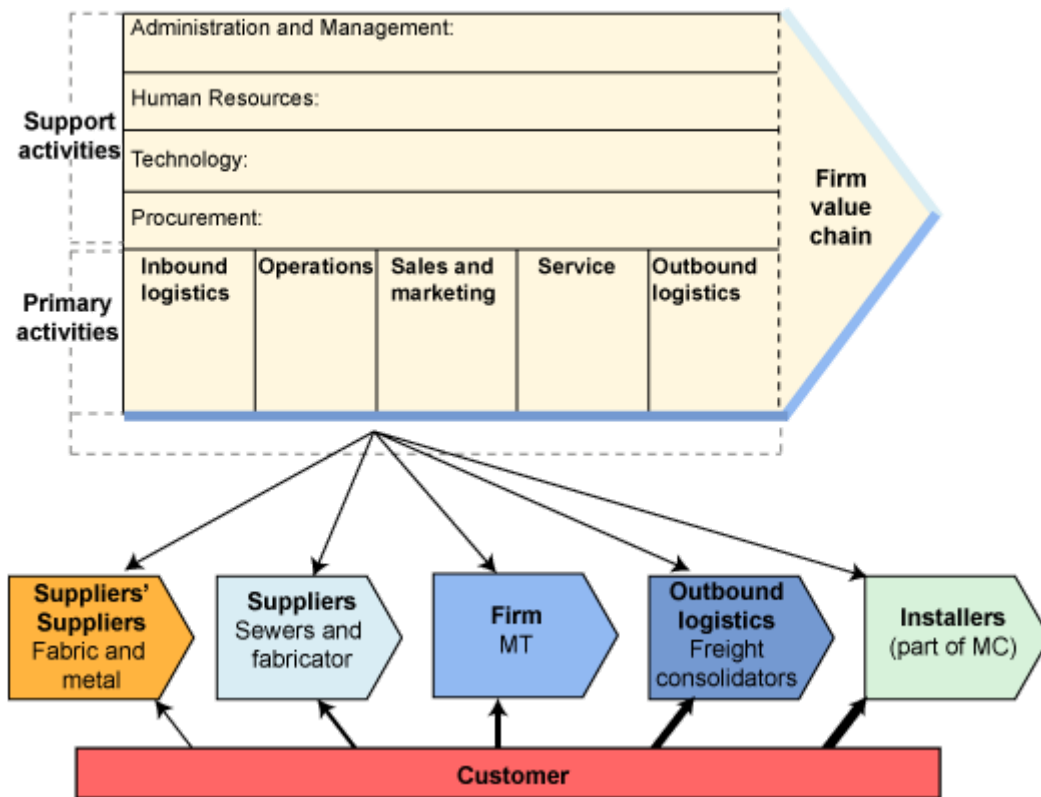 Administration and Management:
Human Resources:
Support
activities
Technology:
Firm
value
chain
Procurement:
Inbound
logistics
Operations
Sales and
marketing
Service
Outbound
logistics
Primary
activities
Suppliers’
Suppliers
Fabric and
metal
Suppliers
Sewers and
fabricator
Firm
MT
Outbound
logistics
Freight
consolidators
Installers
(part of MC)
Customer